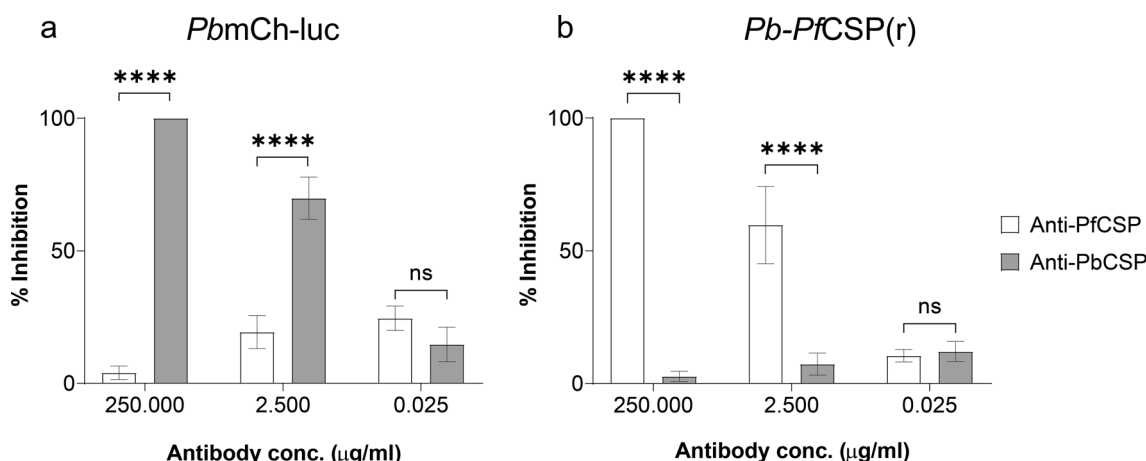 a
PbmCh-luc
****
****
ns
100
50
0
% Inhibition
250.000
2.500
0.025
Antibody conc. (μg/ml)
b
Pb-PfCSP(r)
****
****
ns
100
50
0
% Inhibition
250.000
2.500
0.025
Antibody conc. (μg/ml)
Anti-PfCSP
Anti-PbCSP